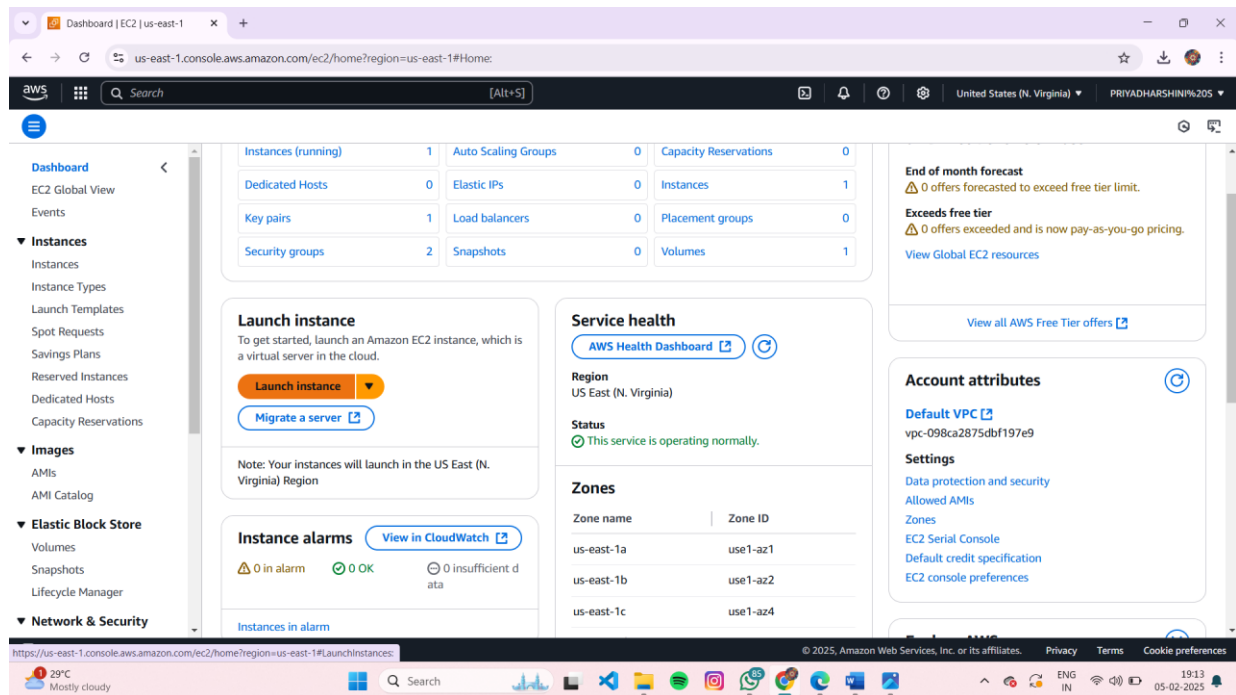 Dashboard | EC2 | us-east-1
us-east-1.console.aws.amazon.com/ec2/home?region=us-east-1#Home:
aws
Search
[Alt+S]
United States (N. Virginia)
PRIYADHARSHINI%20S
Dashboard
EC2 Global View
Events
Instances
Instances
Instance Types
Launch Templates
Spot Requests
Savings Plans
Reserved Instances
Dedicated Hosts
Capacity Reservations
Images
AMIs
AMI Catalog
Elastic Block Store
Volumes
Snapshots
Lifecycle Manager
Network & Security
Instances (running) 1 Auto Scaling Groups 0 Capacity Reservations 0
Dedicated Hosts 0 Elastic IPs 0 Instances 1
Key pairs 1 Load balancers 0 Placement groups 0
Security groups 2 Snapshots 0 Volumes 1
Launch instance
To get started, launch an Amazon EC2 instance, which is
a virtual server in the cloud.
Launch instance
Migrate a server
Note: Your instances will launch in the US East (N.
Virginia) Region
Instance alarms
View in CloudWatch
0 in alarm 0 OK 0 insufficient d
ata
Instances in alarm
Service health
AWS Health Dashboard
Region
US East (N. Virginia)
Status
This service is operating normally.
Zones
Zone name Zone ID
us-east-1a use1-az1
us-east-1b use1-az2
us-east-1c use1-az4
End of month forecast
0 offers forecasted to exceed free tier limit.
Exceeds free tier
0 offers exceeded and is now pay-as-you-go pricing.
View Global EC2 resources
View all AWS Free Tier offers
Account attributes
Default VPC
vpc-098ca2875dbf197e9
Settings
Data protection and security
Allowed AMIs
Zones
EC2 Serial Console
Default credit specification
EC2 console preferences
https://us-east-1.console.aws.amazon.com/ec2/home?region=us-east-1#LaunchInstances:
© 2025, Amazon Web Services, Inc. or its affiliates. Privacy Terms Cookie preferences
1
29°C
Mostly cloudy
Search
85
ENG
IN
19:13
05-02-2025